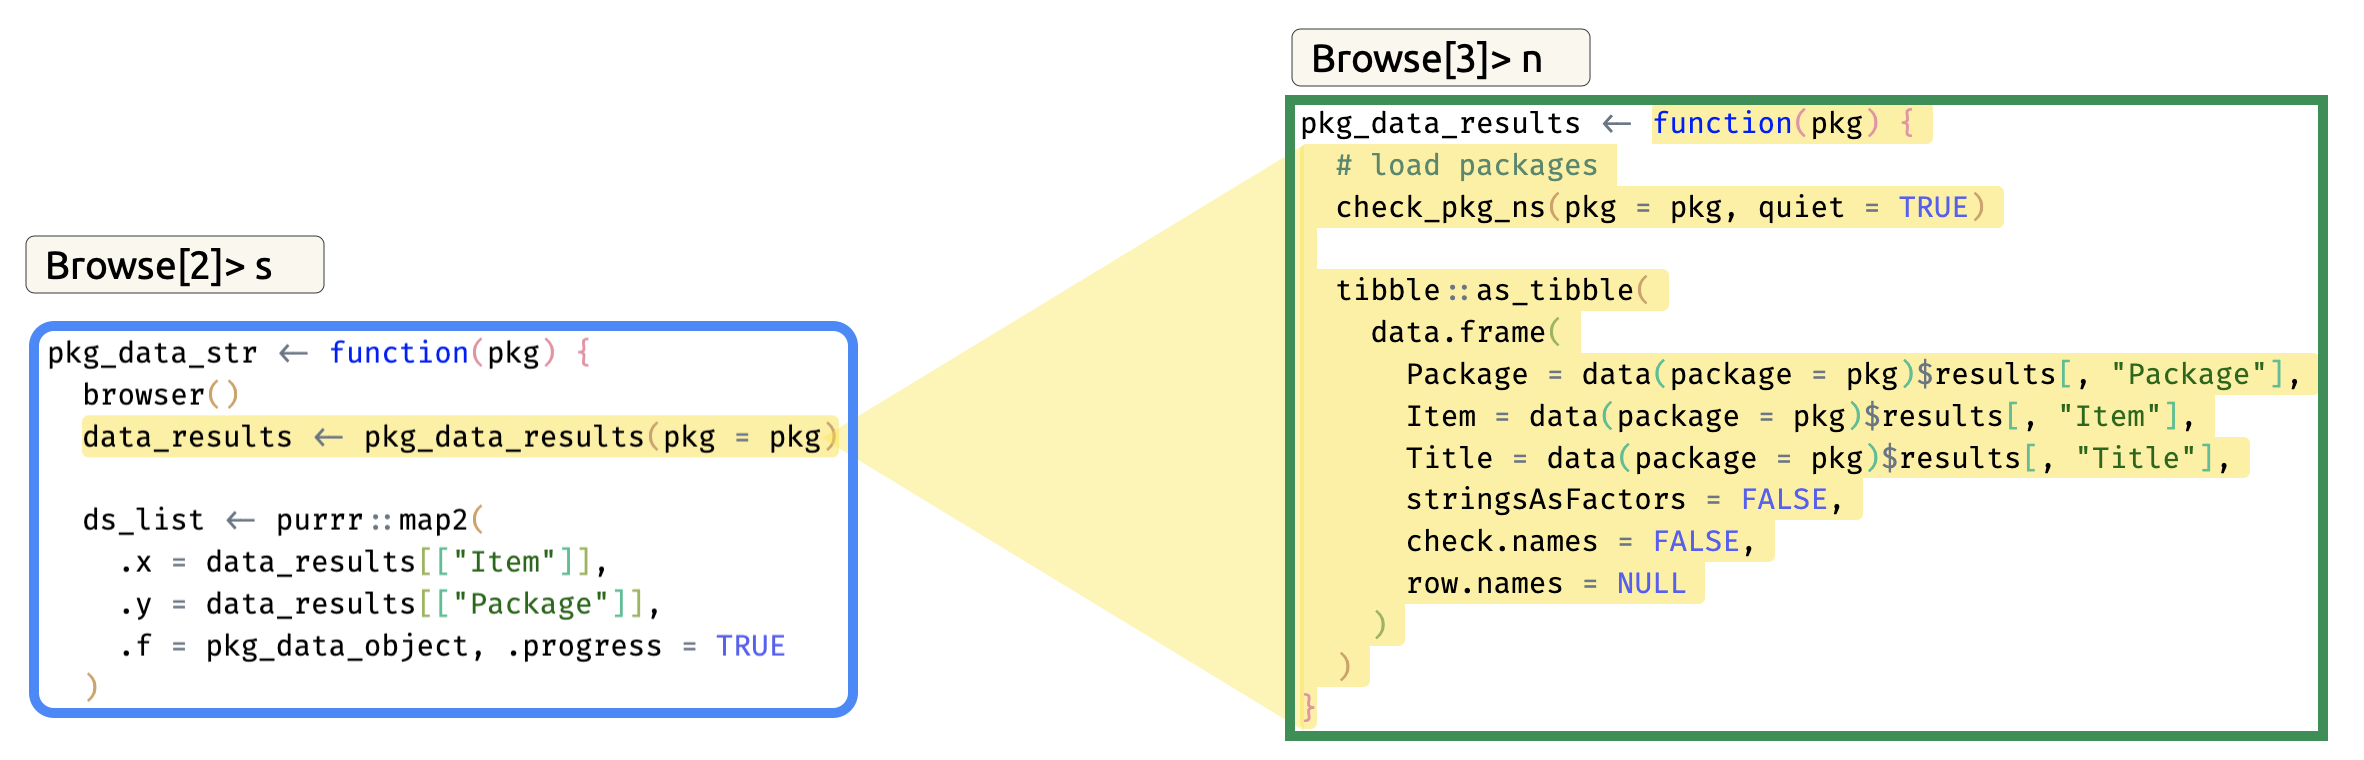 Browse[2]> s
pkg_data_str ← function(pkg) {
  browser()
  data_results ← pkg_data_results(pkg = pkg)

  ds_list ← purrr::map2(
    .x = data_results[["Item"]],
    .y = data_results[["Package"]],
    .f = pkg_data_object, .progress = TRUE
  )
Browse[3]> n
pkg_data_results ← function(pkg) {
  # load packages
  check_pkg_ns(pkg = pkg, quiet = TRUE)

  tibble::as_tibble(
    data.frame(
      Package = data(package = pkg)$results[, "Package"],
      Item = data(package = pkg)$results[, "Item"],
      Title = data(package = pkg)$results[, "Title"],
      stringsAsFactors = FALSE,
      check.names = FALSE,
      row.names = NULL
    )
  )
}